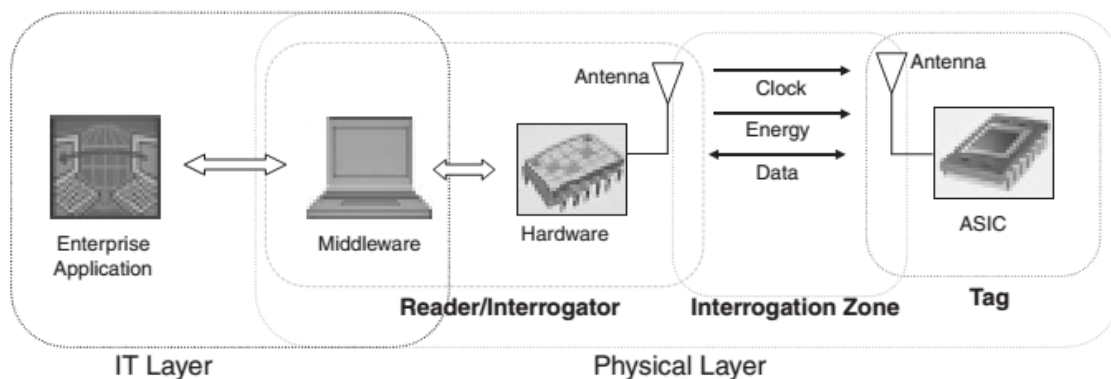 Antenna
Clock
Energy
Data
Antenna
Enterprise
Application
Middleware
Hardware
ASIC
Reader/Interrogator
Interrogation Zone
Tag
IT Layer
Physical Layer